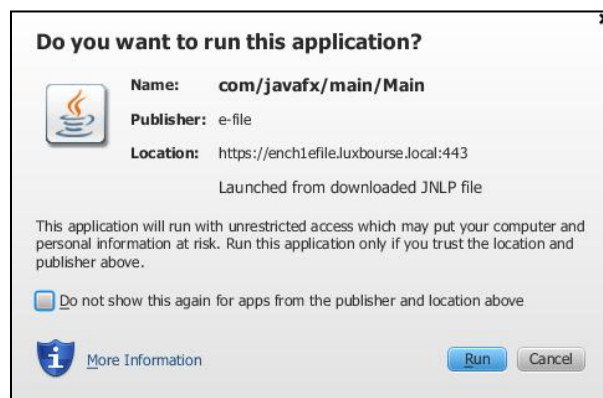 Do you want to run this application?
Name: com/javafx/main/Main
Publisher: e-file
Location: https://ench1efile.luxbourse.local:443
Launched from downloaded JNLP file
This application will run with unrestricted access which may put your computer and
personal information at risk. Run this application only if you trust the location and
publisher above.
Do not show this again for apps from the publisher and location above
More Information
Run Cancel